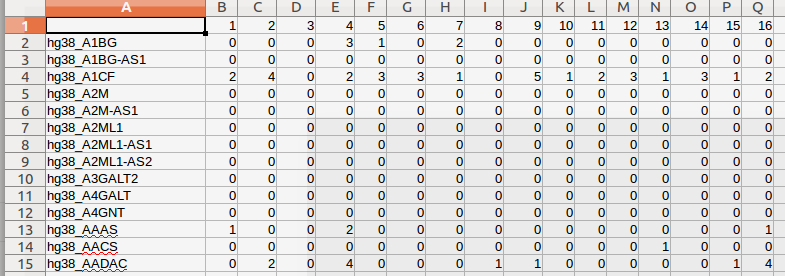 A B C D E F G H I J K L M N O P Q
1 1 2 3 4 5 6 7 8 9 10 11 12 13 14 15 16
2 hg38_A1BG 0 0 0 3 1 0 2 0 0 0 0 0 0 0 0 0
3 hg38_A1BG-AS1 0 0 0 0 0 0 0 0 0 0 0 0 0 0 0 0
4 hg38_A1CF 2 4 0 2 3 3 1 0 5 1 2 3 1 3 1 2
5 hg38_A2M 0 0 0 0 0 0 0 0 0 0 0 0 0 0 0 0
6 hg38_A2M-AS1 0 0 0 0 0 0 0 0 0 0 0 0 0 0 0 0
7 hg38_A2ML1 0 0 0 0 0 0 0 0 0 0 0 0 0 0 0 0
8 hg38_A2ML1-AS1 0 0 0 0 0 0 0 0 0 0 0 0 0 0 0 0
9 hg38_A2ML1-AS2 0 0 0 0 0 0 0 0 0 0 0 0 0 0 0 0
10 hg38_A3GALT2 0 0 0 0 0 0 0 0 0 0 0 0 0 0 0 0
11 hg38_A4GALT 0 0 0 0 0 0 0 0 0 0 0 0 0 0 0 0
12 hg38_A4GNT 0 0 0 0 0 0 0 0 0 0 0 0 0 0 0 0
13 hg38_AAAS 1 0 0 2 0 0 0 0 0 0 0 0 0 0 0 1
14 hg38_AACS 0 0 0 0 0 0 0 0 0 0 0 0 1 0 0 0
15 hg38_AADAC 0 2 0 4 0 0 0 1 1 0 0 0 0 0 1 4